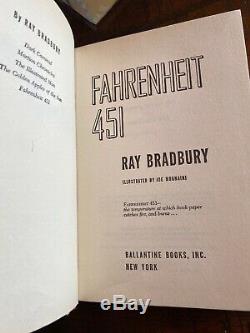 By RAY BRADBURY
Dark Carnival
Martian Chronicles
The Illustrated Man
The Golden Apples of the Sun
Fahrenheit 451
FAHRENHEIT
451
RAY BRADBURY
ILLUSTRATED BY JOE MUGNAINI
FAHRENHEIT 451—
the temperature at which book-paper
catches fire, and burns ...
BALLANTINE BOOKS, INC.
NEW YORK